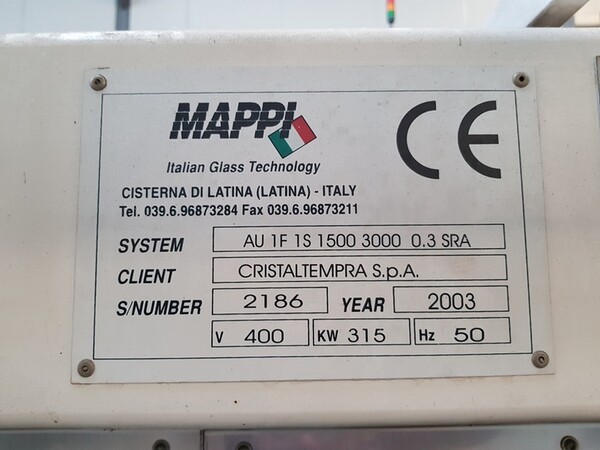 MAPPI
CE
Italian Glass Technology
CISTERNA DI LATINA (LATINA) - ITALY
Tel. 039.6.96873284 Fax 039.6.96873211
SYSTEM AU 1F 1S 1500 3000 0.3 SRA
CLIENT CRISTALTEMPRA S.p.A.
S/NUMBER 2186 YEAR 2003
V 400 KW 315 Hz 50